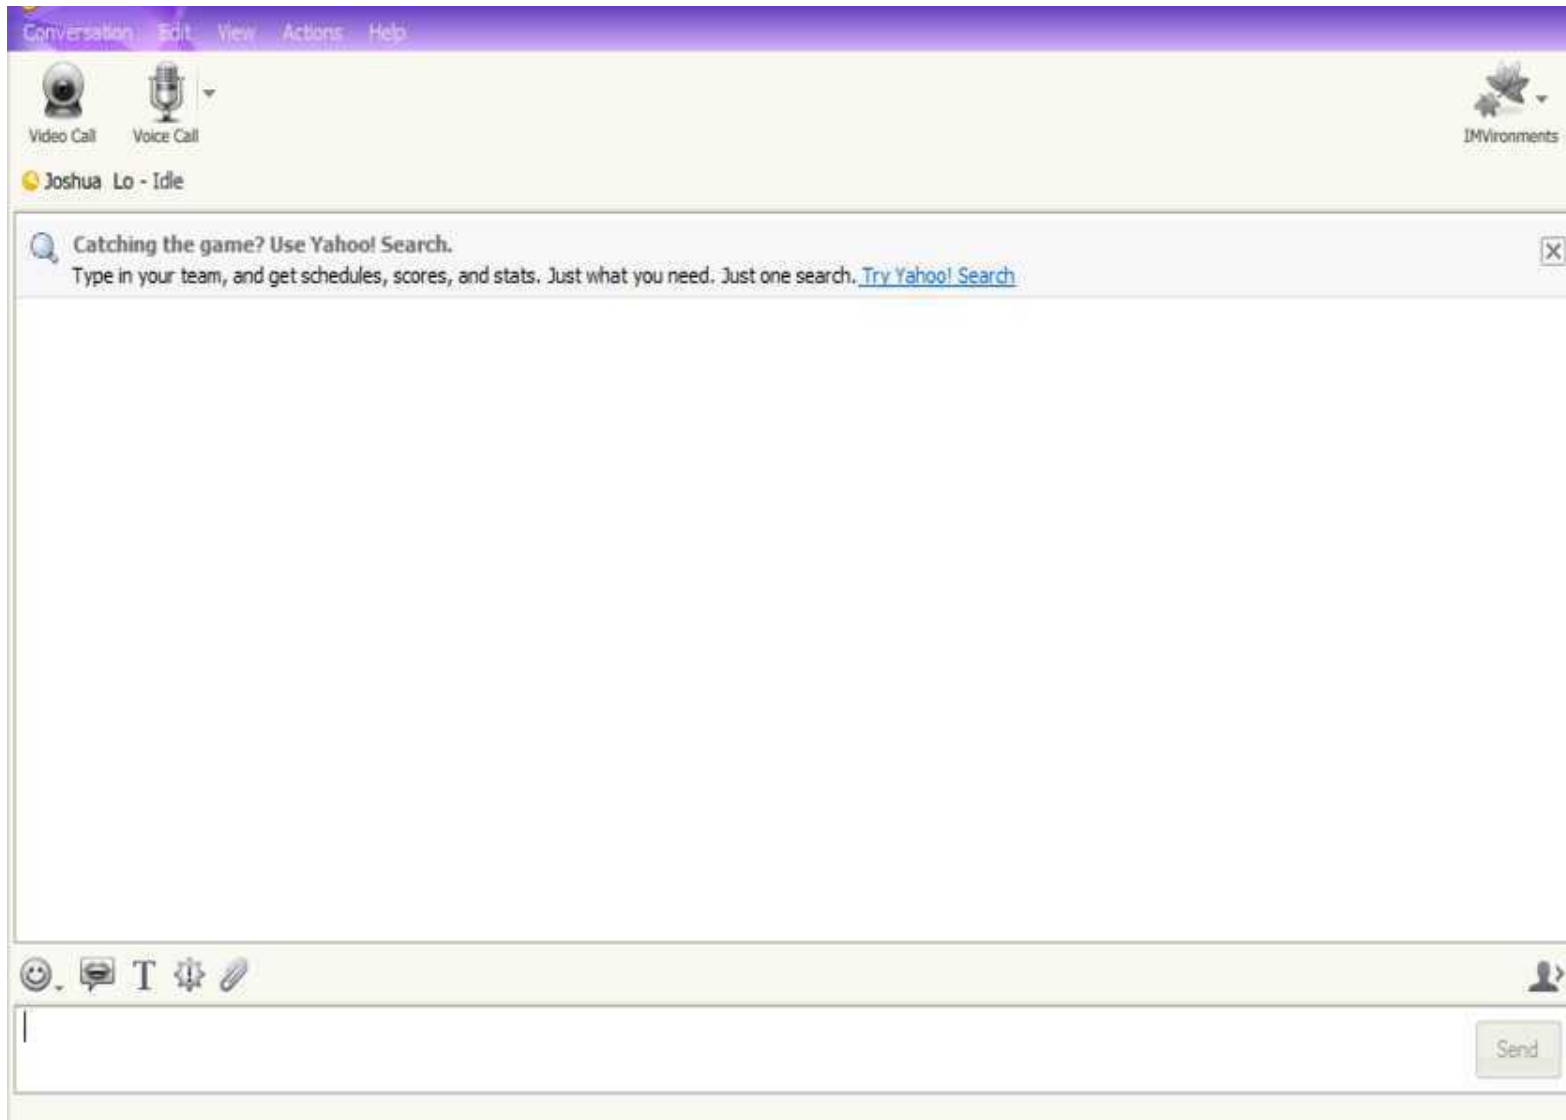 Conversation Edit View Actions Help
Video Call Voice Call IMVironments
Joshua Lo - Idle
Catching the game? Use Yahoo! Search.
Type in your team, and get schedules, scores, and stats. Just what you need. Just one search. Try Yahoo! Search
T
Send